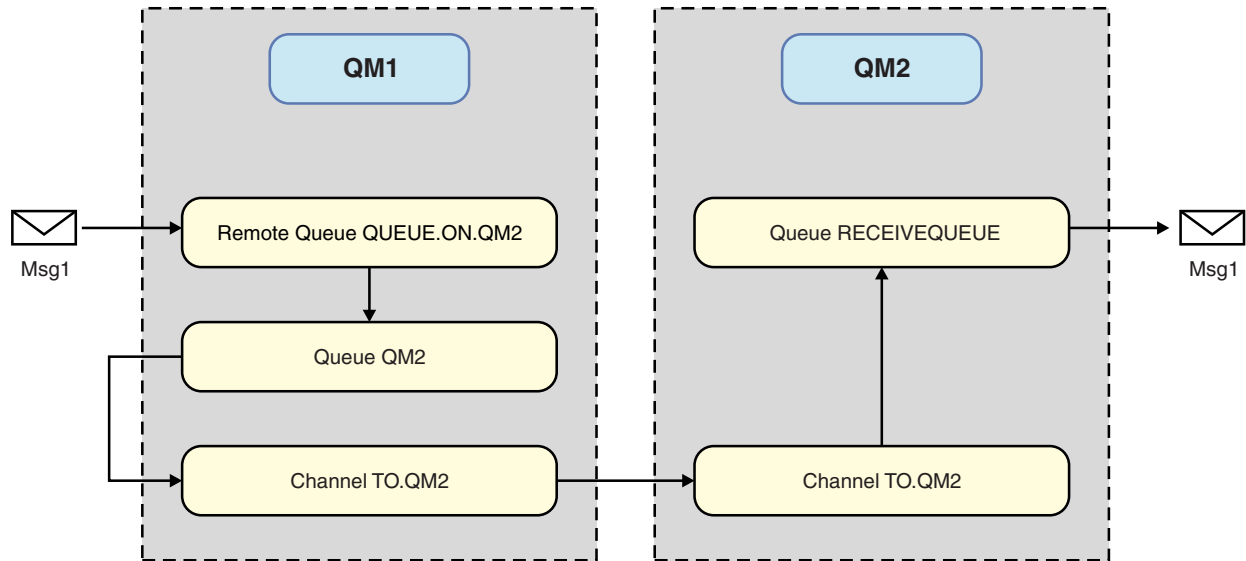 QM1
QM2
Remote Queue QUEUE.ON.QM2
Queue RECEIVEQUEUE
Msg1
Msg1
Queue QM2
Channel TO.QM2
Channel TO.QM2